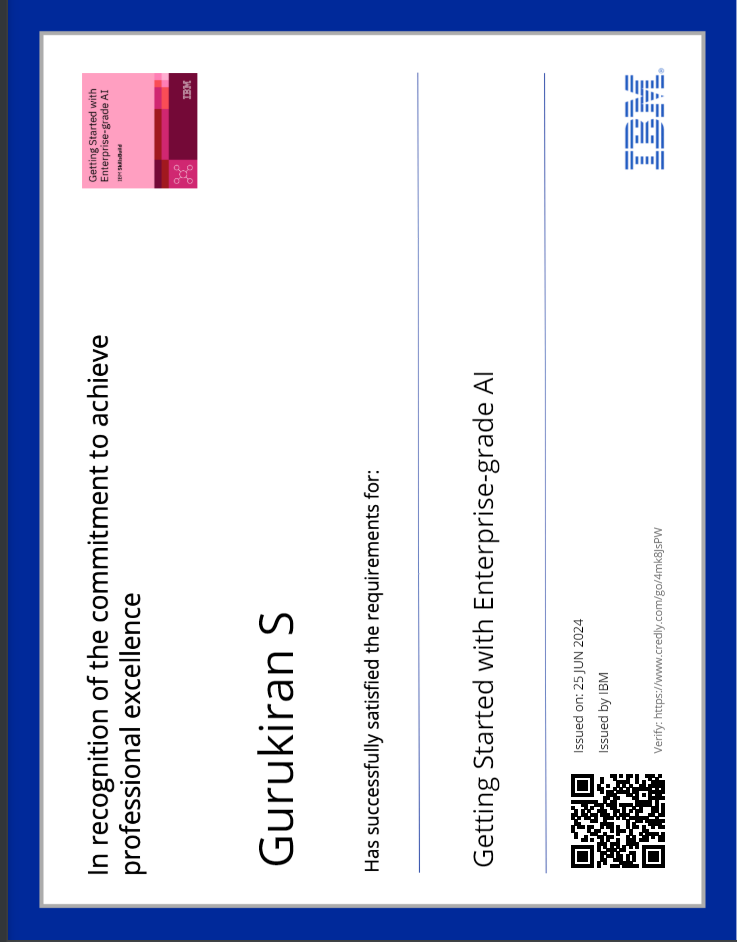 Getting Started with
Enterprise-grade AI
IBM SkillsBuild
IBM
In recognition of the commitment to achieve
professional excellence
Gurukiran S
Has successfully satisfied the requirements for:
Getting Started with Enterprise-grade AI
Issued on: 25 JUN 2024
Issued by IBM
Verify: https://www.credly.com/go/4mk8JsPW
IBM®